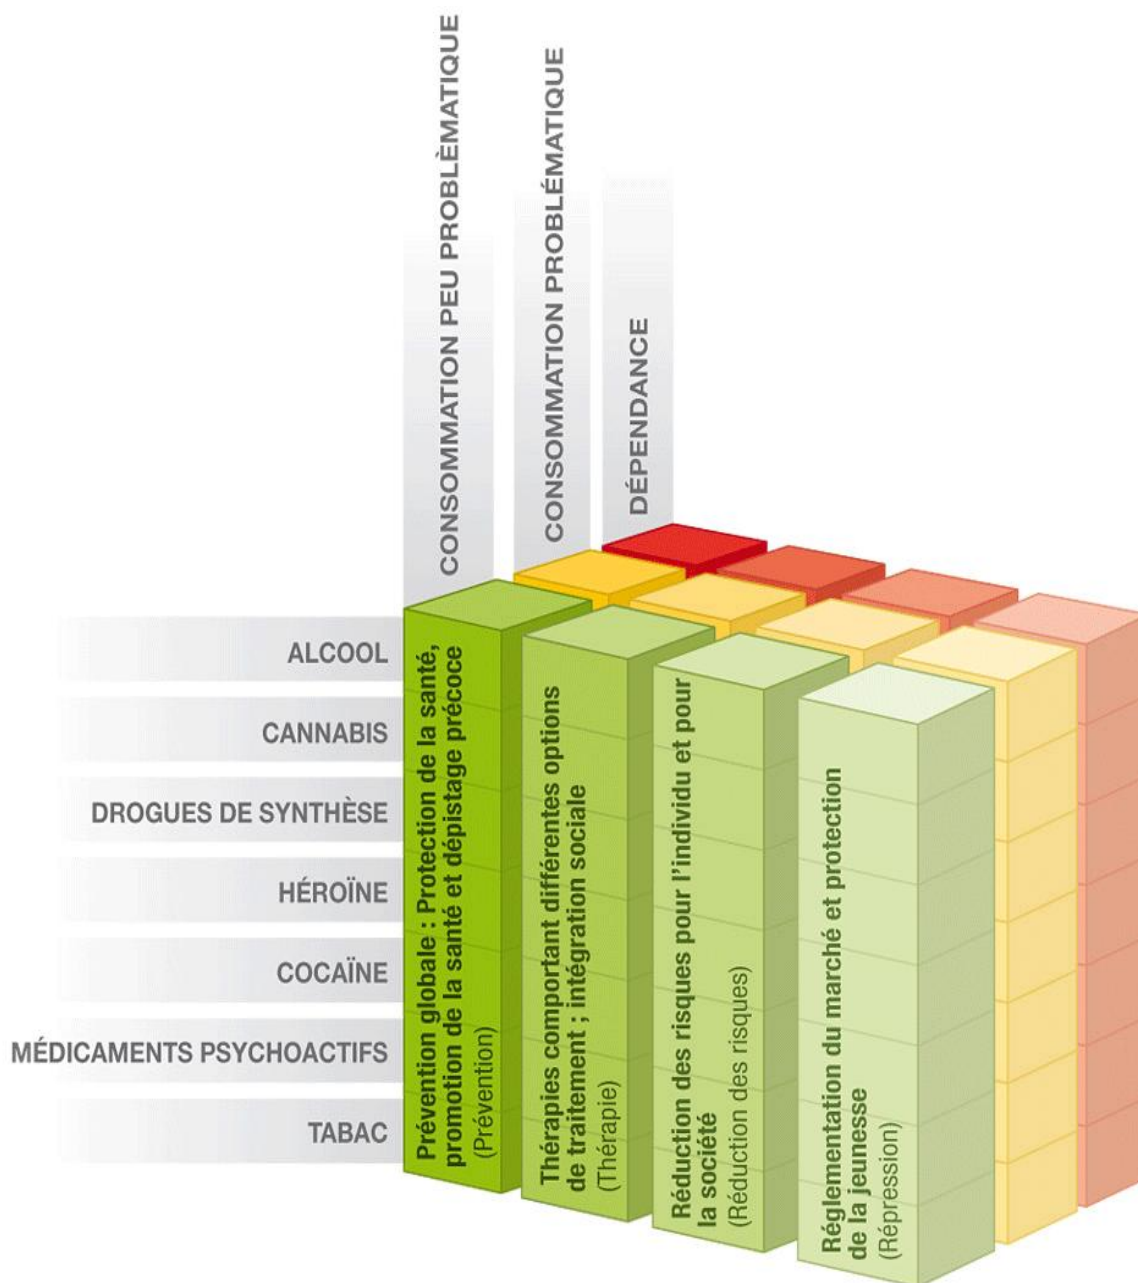 CONSOMMATION PEU PROBLÈMATIQUE
CONSOMMATION PROBLÉMATIQUE
DÉPENDANCE
ALCOOL
CANNABIS
DROGUES DE SYNTHÈSE
HÉROÏNE
COCAÏNE
MÉDICAMENTS PSYCHOACTIFS
TABAC
Prévention globale : Protection de la santé,
promotion de la santé et dépistage précoce
(Prévention)
Thérapies comportant différentes options
de traitement ; intégration sociale
(Thérapie)
Réduction des risques pour l'individu et pour
la société
(Réduction des risques)
Réglementation du marché et protection
de la jeunesse
(Répression)